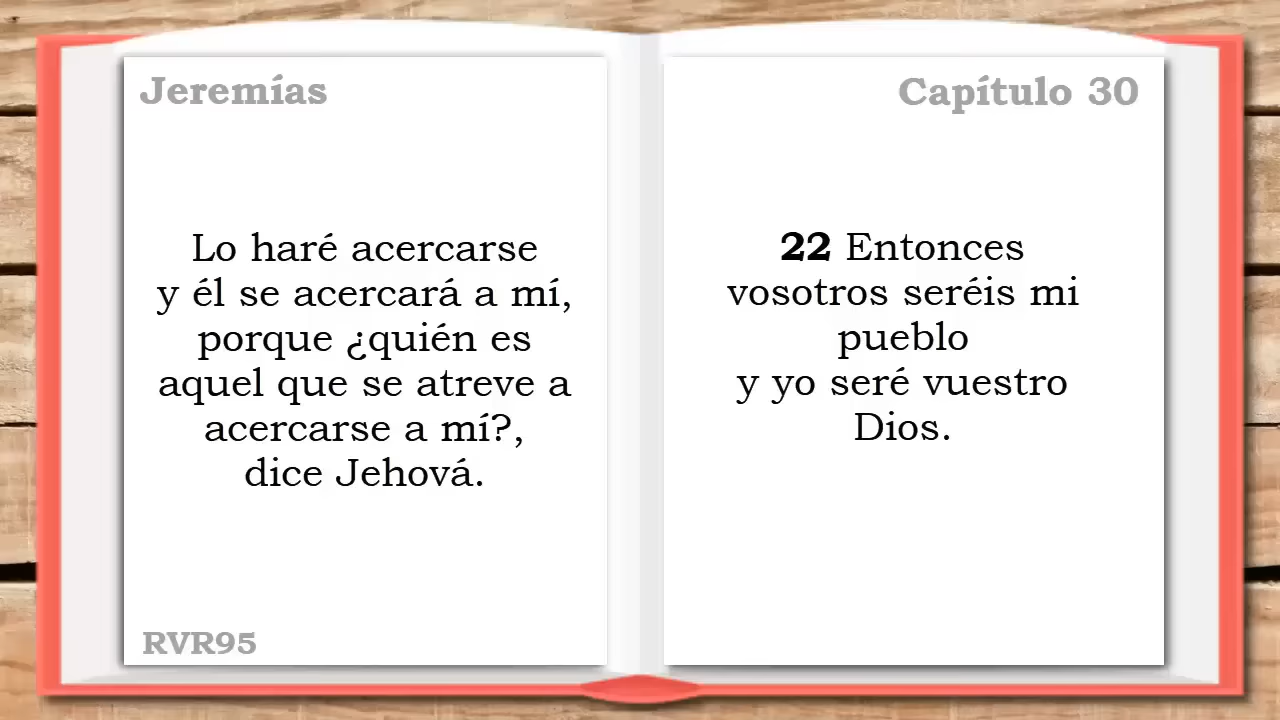 Jeremías
Lo haré acercarse
y él se acercará a mí,
porque ¿quién es
aquel que se atreve a
acercarse a mí?,
dice Jehová.
RVR95
Capítulo 30
22 Entonces
vosotros seréis mi
pueblo
y yo seré vuestro
Dios.